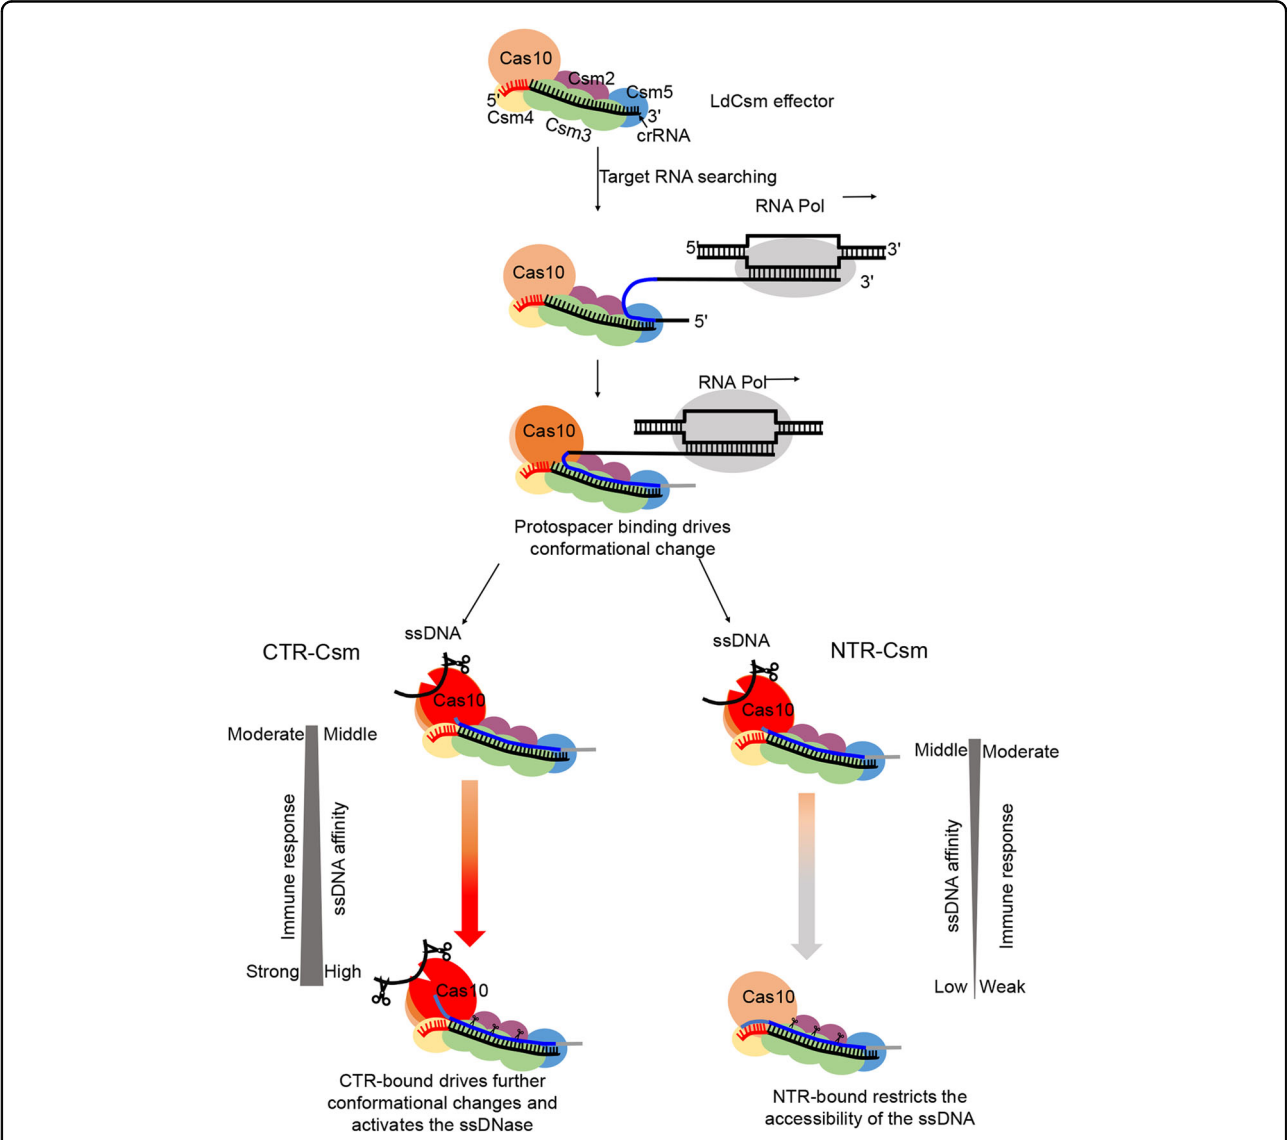 Cas10
Csm2
Csm5
5'
3'
Csm4
Csm3
crRNA
LdCsm effector
Target RNA searching
RNA Pol
5'
3'
Cas10
3'
5'
RNA Pol
Cas10
Protospacer binding drives
conformational change
ssDNA
ssDNA
CTR-Csm
NTR-Csm
Cas10
Cas10
Moderate
Middle
Middle
Moderate
Immune response
ssDNA affinity
ssDNA affinity
Immune response
Strong
High
Low
Weak
Cas10
Cas10
CTR-bound drives further
conformational changes and
activates the ssDNase
NTR-bound restricts the
accessibility of the ssDNA